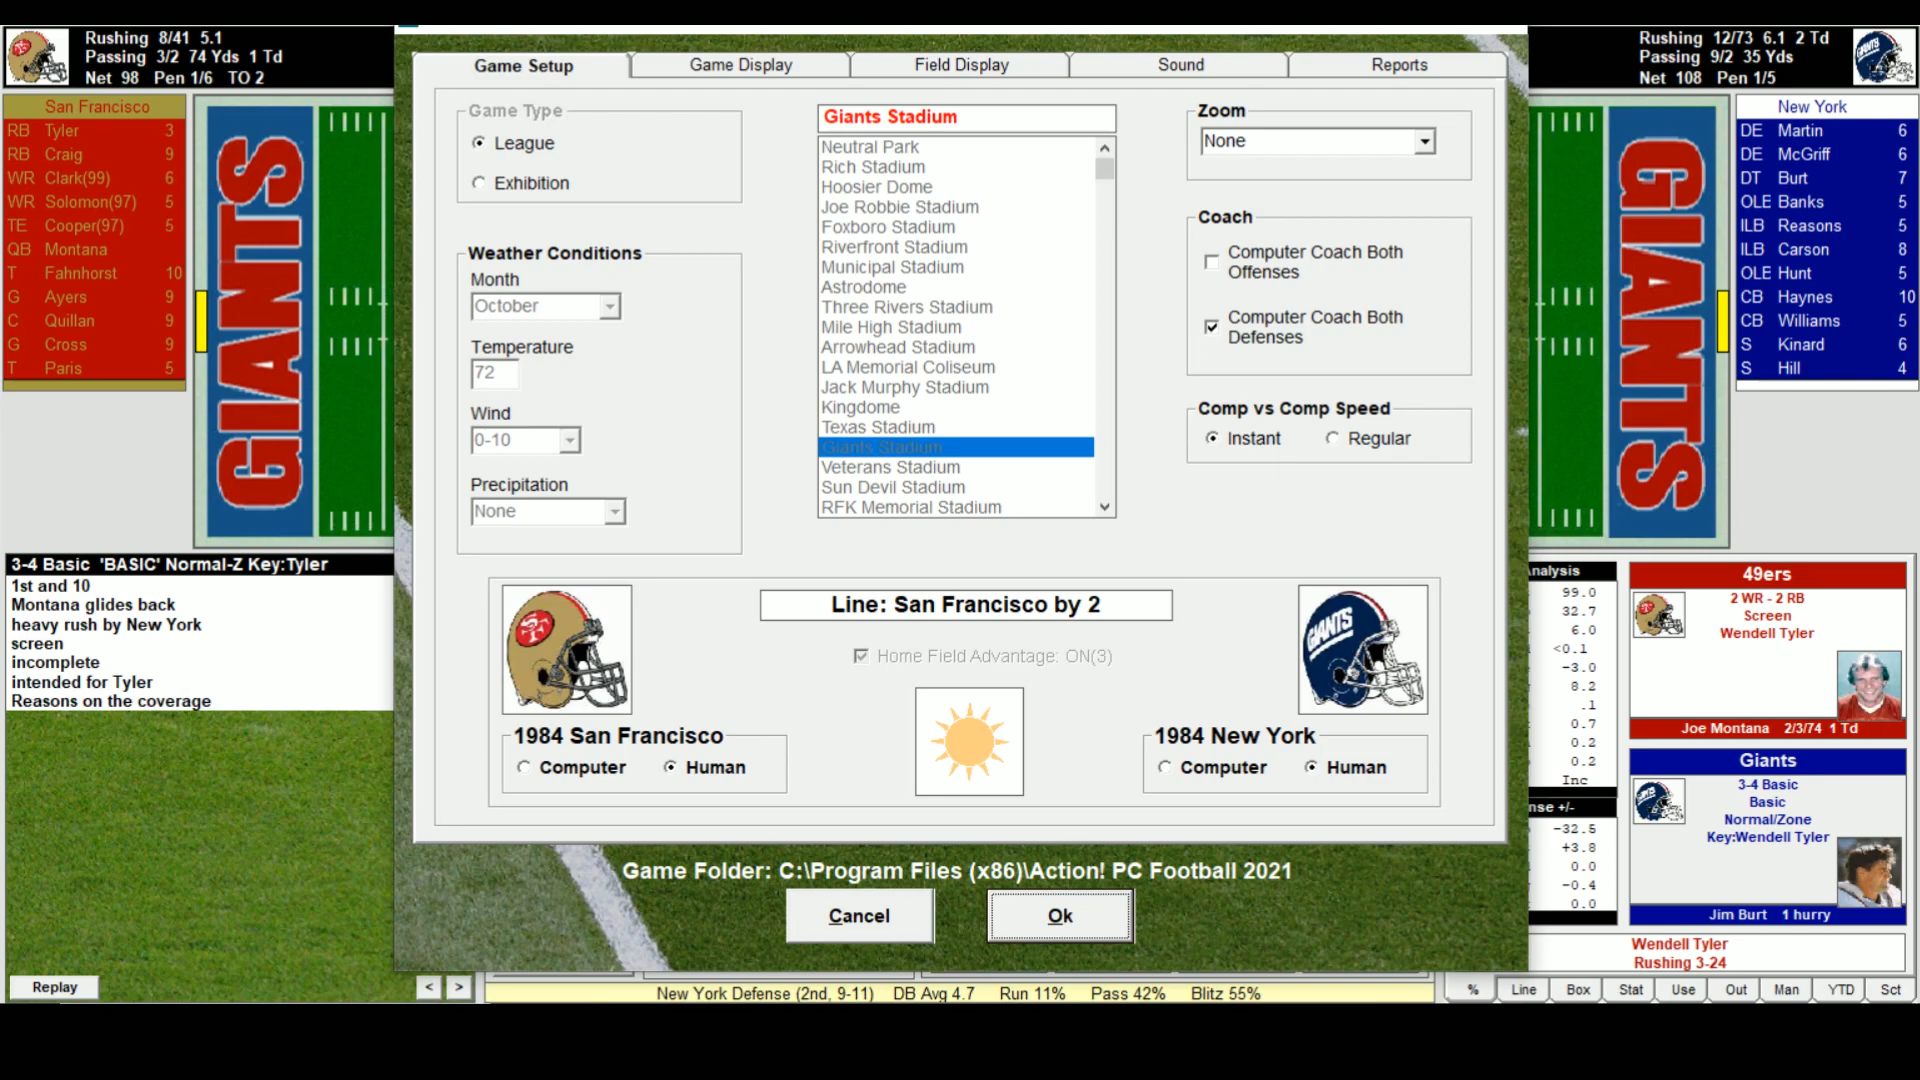 Rushing 8/41 5.1
Passing 3/2 74 Yds 1 Td
Net 98 Pen 1/6 TO 2
San Francisco
RB Tyler 3
RB Craig 9
WR Clark(99) 6
WR Solomon(97) 5
TE Cooper(97) 5
QB Montana
T Fahnhorst 10
G Ayers 9
C Quillan 9
G Cross 9
T Paris 5
GIANTS
3-4 Basic 'BASIC' Normal-Z Key:Tyler
1st and 10
Montana glides back
heavy rush by New York
screen
incomplete
intended for Tyler
Reasons on the coverage
Replay
< >
Game Setup
Game Display
Field Display
Sound
Reports
Game Type
League
Exhibition
Weather Conditions
Month
October
Temperature
72
Wind
0-10
Precipitation
None
Giants Stadium
Neutral Park
Rich Stadium
Hoosier Dome
Joe Robbie Stadium
Foxboro Stadium
Riverfront Stadium
Municipal Stadium
Astrodome
Three Rivers Stadium
Mile High Stadium
Arrowhead Stadium
LA Memorial Coliseum
Jack Murphy Stadium
Kingdome
Texas Stadium
Giants Stadium
Veterans Stadium
Sun Devil Stadium
RFK Memorial Stadium
Zoom
None
Coach
Computer Coach Both
Offenses
Computer Coach Both
Defenses
Comp vs Comp Speed
Instant
Regular
Line: San Francisco by 2
Home Field Advantage: ON(3)
GIANTS
1984 San Francisco
Computer
Human
1984 New York
Computer
Human
Game Folder: C:\Program Files (x86)\Action! PC Football 2021
Cancel
Ok
New York Defense (2nd, 9-11) DB Avg 4.7 Run 11% Pass 42% Blitz 55%
Rushing 12/73 6.1 2 Td
Passing 9/2 35 Yds
Net 108 Pen 1/5
New York
DE Martin 6
DE McGriff 6
DT Burt 7
OLE Banks 5
ILB Reasons 5
ILB Carson 8
OLE Hunt 5
CB Haynes 10
CB Williams 5
S Kinard 6
S Hill 4
GIANTS
99.0
32.7
6.0
<0.1
-3.0
8.2
.1
0.7
0.2
0.2
Inc
-32.5
+3.8
0.0
-0.4
0.0
49ers
2 WR - 2 RB
Screen
Wendell Tyler
Joe Montana 2/3/74 1 Td
Giants
3-4 Basic
Basic
Normal/Zone
Key:Wendell Tyler
Jim Burt 1 hurry
Wendell Tyler
Rushing 3-24
% Line Box Stat Use Out Man YTD Sct